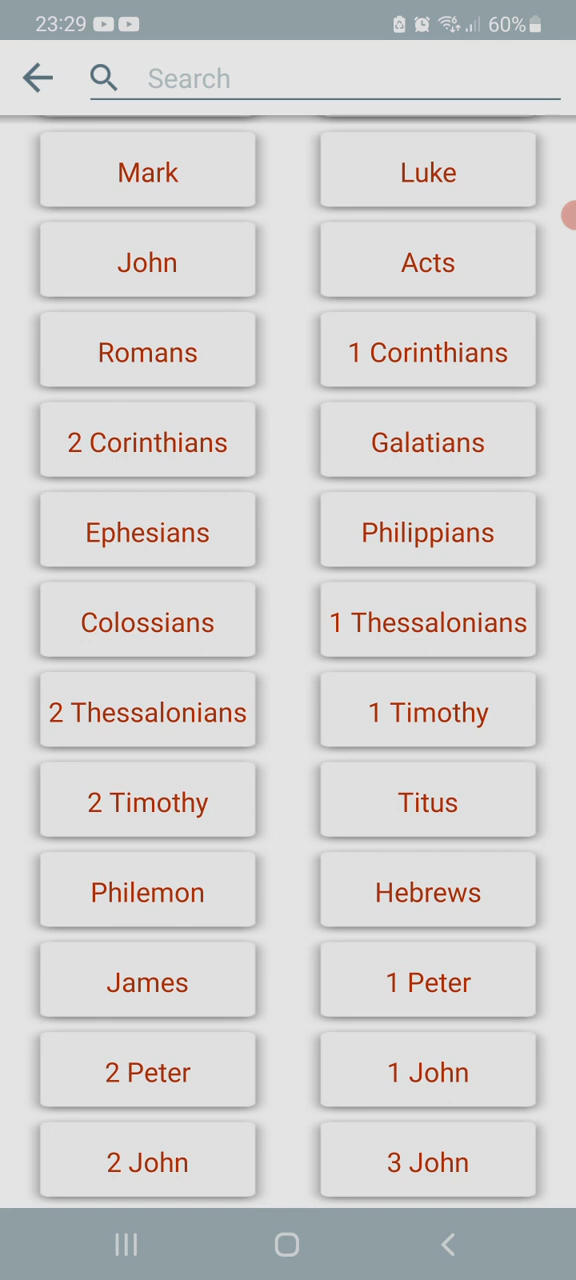 23:29 60%
Search
Mark Luke
John Acts
Romans 1 Corinthians
2 Corinthians Galatians
Ephesians Philippians
Colossians 1 Thessalonians
2 Thessalonians 1 Timothy
2 Timothy Titus
Philemon Hebrews
James 1 Peter
2 Peter 1 John
2 John 3 John